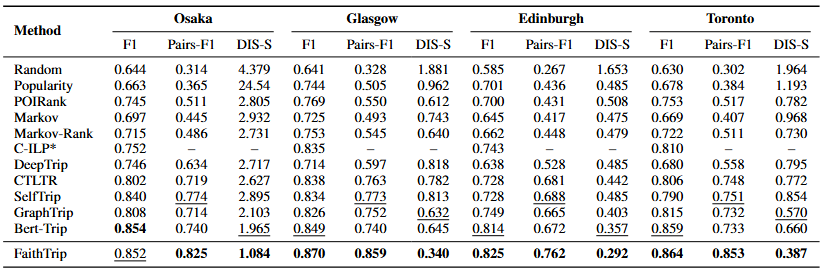 Method Osaka Glasgow Edinburgh Toronto
F1 Pairs-F1 DIS-S F1 Pairs-F1 DIS-S F1 Pairs-F1 DIS-S F1 Pairs-F1 DIS-S
Random 0.644 0.314 4.379 0.641 0.328 1.881 0.585 0.267 1.653 0.630 0.302 1.964
Popularity 0.663 0.365 24.54 0.744 0.505 0.962 0.701 0.436 0.485 0.678 0.384 1.193
POIRank 0.745 0.511 2.805 0.769 0.550 0.612 0.700 0.431 0.508 0.753 0.517 0.782
Markov 0.697 0.445 2.932 0.725 0.493 0.743 0.645 0.417 0.475 0.669 0.407 0.968
Markov-Rank 0.715 0.486 2.731 0.753 0.545 0.640 0.662 0.448 0.479 0.722 0.511 0.730
C-ILP* 0.752 – – 0.835 – – 0.743 – – 0.810 – –
DeepTrip 0.746 0.634 2.717 0.714 0.597 0.818 0.638 0.528 0.485 0.680 0.558 0.795
CTLTR 0.802 0.719 2.627 0.838 0.763 0.782 0.728 0.681 0.442 0.806 0.748 0.772
SelfTrip 0.840 0.774 2.895 0.834 0.773 0.813 0.728 0.688 0.485 0.790 0.751 0.854
GraphTrip 0.808 0.714 2.103 0.826 0.752 0.632 0.749 0.665 0.403 0.815 0.732 0.570
Bert-Trip 0.854 0.740 1.965 0.849 0.740 0.645 0.814 0.672 0.357 0.859 0.733 0.660
FaithTrip 0.852 0.825 1.084 0.870 0.859 0.340 0.825 0.762 0.292 0.864 0.853 0.387